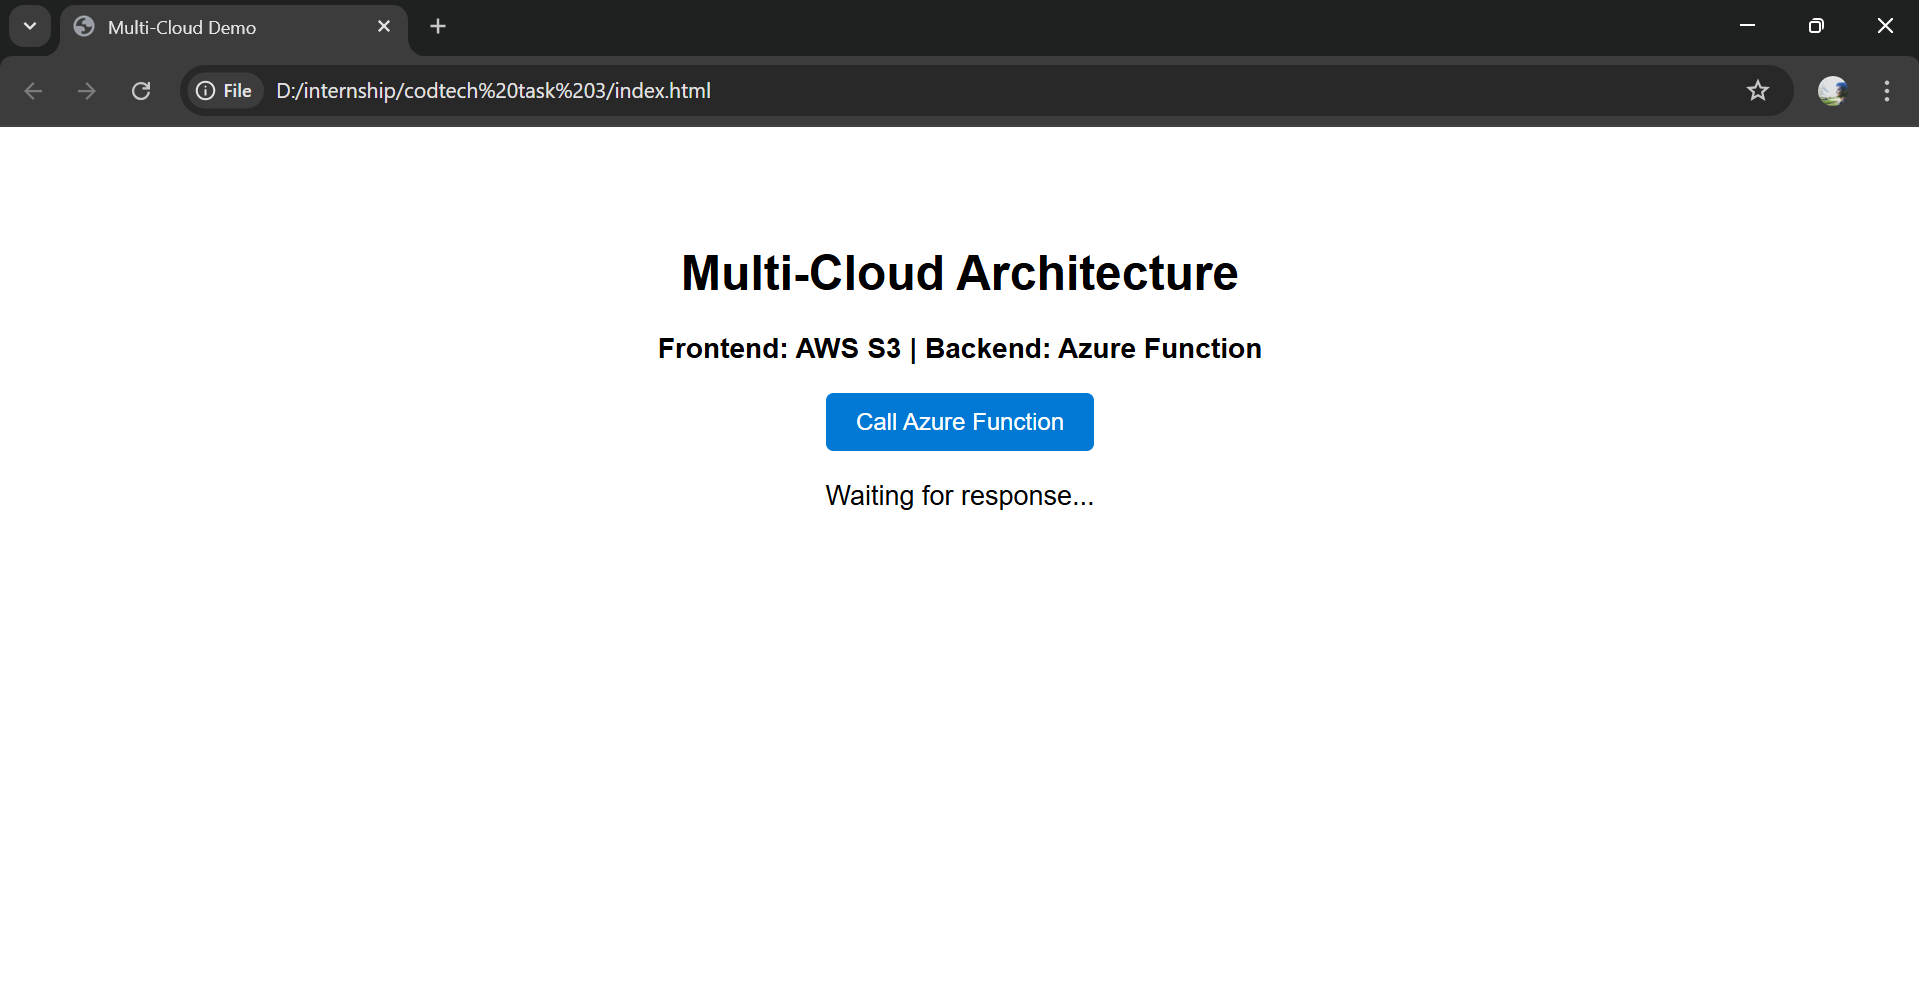 Multi-Cloud Demo
File D:/internship/codtech%20task%203/index.html
Multi-Cloud Architecture
Frontend: AWS S3 | Backend: Azure Function
Call Azure Function
Waiting for response...